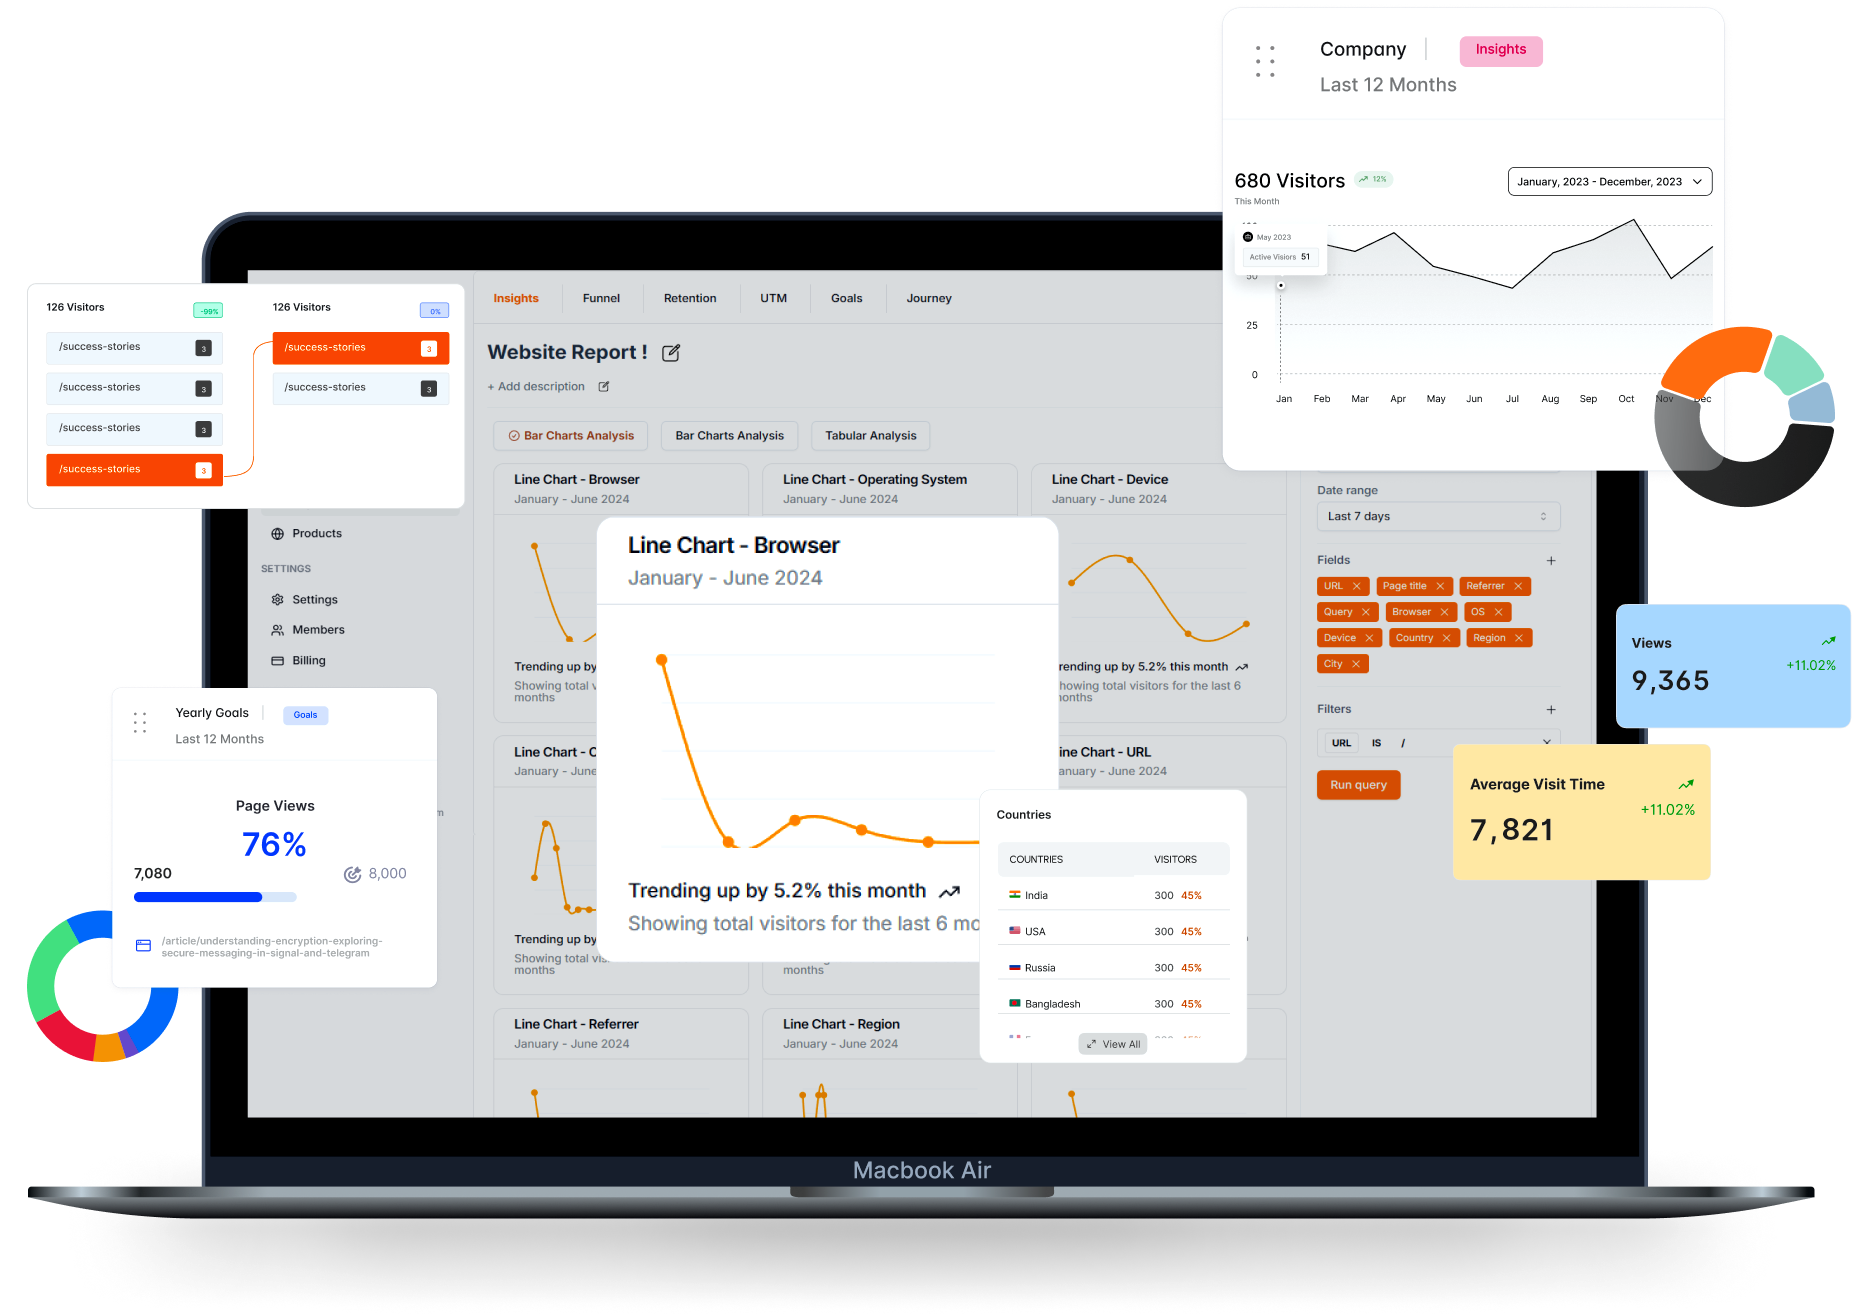 Company
Insights
Last 12 Months
680 Visitors
12%
January, 2023 - December, 2023
This Month
May 2023
Active Visiors 51
50
25
0
Jan Feb Mar Apr May Jun Jul Aug Sep Oct Nov Dec
126 Visitors
-99%
126 Visitors
0%
/success-stories 3
/success-stories 3
/success-stories 3
/success-stories 3
/success-stories 3
/success-stories 3
Insights Funnel Retention UTM Goals Journey
Website Report !
+ Add description
Bar Charts Analysis
Bar Charts Analysis
Tabular Analysis
Products
SETTINGS
Settings
Members
Billing
Line Chart - Browser
January - June 2024
Trending up by
Showing total v
months
Line Chart - Operating System
January - June 2024
Line Chart - Device
January - June 2024
rending up by 5.2% this month
howing total visitors for the last 6
onths
Line Chart - Browser
January - June 2024
Trending up by 5.2% this month
Showing total visitors for the last 6 mo
Line Chart - C
January - June
Trending up by
Showing total vis
months
months
ine Chart - URL
anuary - June 2024
Line Chart - Referrer
January - June 2024
Line Chart - Region
January - June 2024
Date range
Last 7 days
Fields
URL Page title Referrer
Query Browser OS
Device Country Region
City
Filters
URL IS /
Run query
Views
+11.02%
9,365
Average Visit Time
+11.02%
7,821
Yearly Goals
Goals
Last 12 Months
Page Views
76%
7,080
8,000
/article/understanding-encryption-exploring-
secure-messaging-in-signal-and-telegram
m
Countries
COUNTRIES VISITORS
India 300 45%
USA 300 45%
Russia 300 45%
Bangladesh 300 45%
View All
Macbook Air